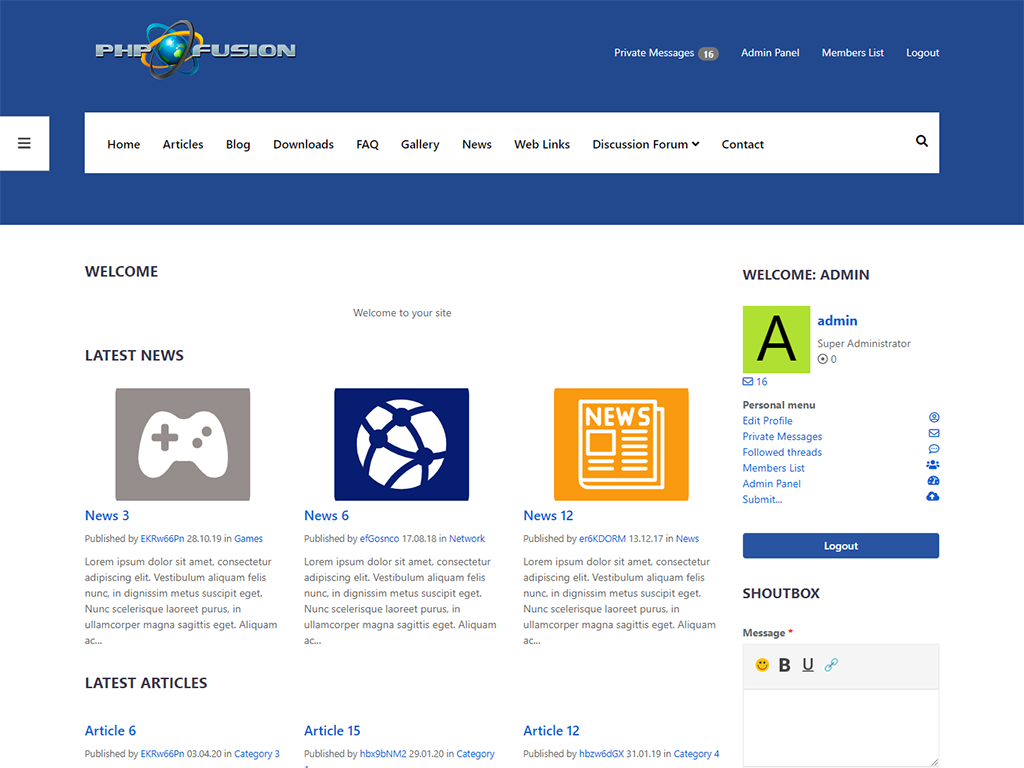 PHP FUSION
Private Messages 16 Admin Panel Members List Logout
Home Articles Blog Downloads FAQ Gallery News Web Links Discussion Forum Contact
WELCOME
Welcome to your site
LATEST NEWS
NEWS
News 3
Published by EKRw66Pn 28.10.19 in Games
Lorem ipsum dolor sit amet, consectetur
adipiscing elit. Vestibulum aliquam felis
nunc, in dignissim metus suscipit eget.
Nunc scelerisque laoreet purus, in
ullamcorper magna sagittis eget. Aliquam
ac...
News 6
Published by efGosnco 17.08.18 in Network
Lorem ipsum dolor sit amet, consectetur
adipiscing elit. Vestibulum aliquam felis
nunc, in dignissim metus suscipit eget.
Nunc scelerisque laoreet purus, in
ullamcorper magna sagittis eget. Aliquam
ac...
News 12
Published by er6KDORM 13.12.17 in News
Lorem ipsum dolor sit amet, consectetur
adipiscing elit. Vestibulum aliquam felis
nunc, in dignissim metus suscipit eget.
Nunc scelerisque laoreet purus, in
ullamcorper magna sagittis eget. Aliquam
ac...
LATEST ARTICLES
Article 6
Published by EKRw66Pn 03.04.20 in Category 3
Article 15
Published by hbx9bNM2 29.01.20 in Category
Article 12
Published by hbzw6dGX 31.01.19 in Category 4
WELCOME: ADMIN
A
admin
Super Administrator
0
16
Personal menu
Edit Profile
Private Messages
Followed threads
Members List
Admin Panel
Submit...
Logout
SHOUTBOX
Message *
B U